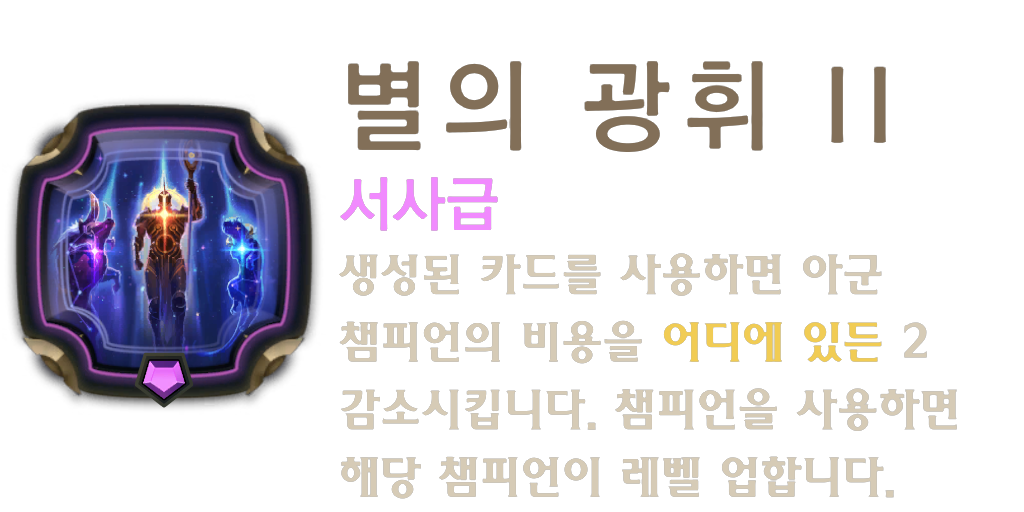 별의 광휘 II
서사급
생성된 카드를 사용하면 아군
챔피언의 비용을 어디에 있든 2
감소시킵니다. 챔피언을 사용하면
해당 챔피언이 레벨 업합니다.